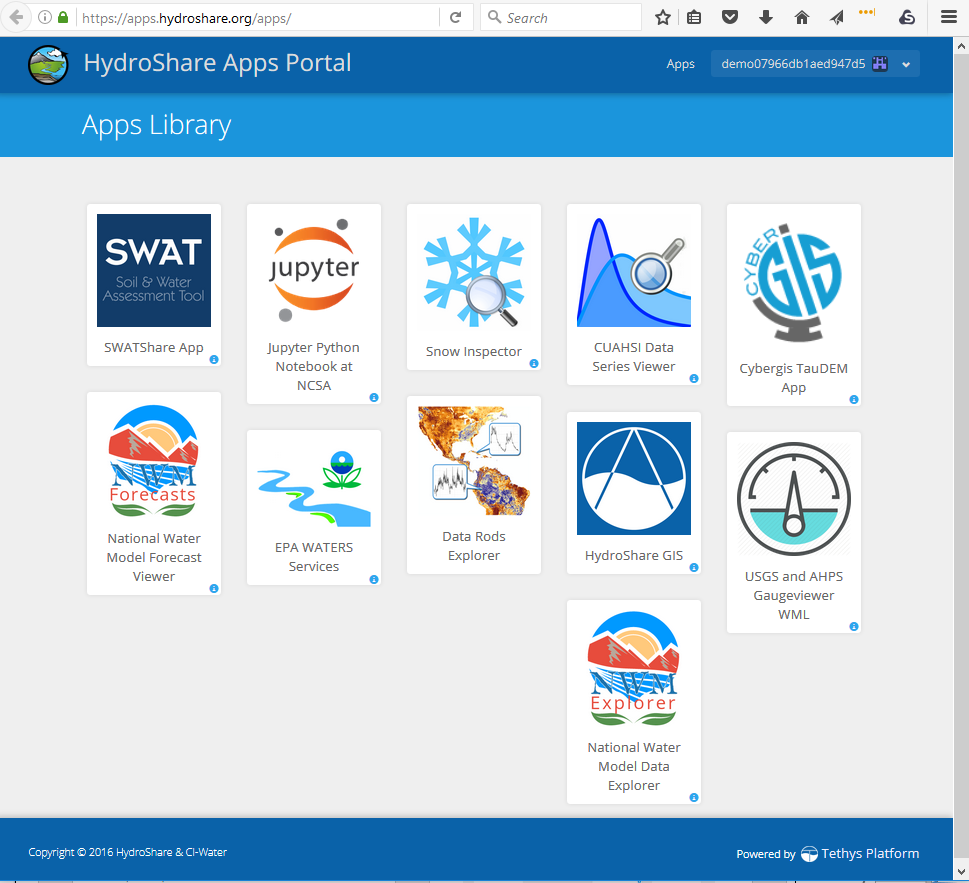 https://apps.hydroshare.org/apps/
Search
HydroShare Apps Portal
Apps
demo07966db1aed947d5
Apps Library
SWAT
Soil & Water
Assessment Tool
SWATShare App
jupyter
Jupyter Python
Notebook at
NCSA
Snow Inspector
CUAHSI Data
Series Viewer
CYBER
GIS
Cybergis TauDEM
App
NWM
Forecasts
National Water
Model Forecast
Viewer
EPA WATERS
Services
Data Rods
Explorer
HydroShare GIS
USGS and AHPS
Gaugeviewer
WML
NWM
Explorer
National Water
Model Data
Explorer
Copyright © 2016 HydroShare & CI-Water
Powered by Tethys Platform